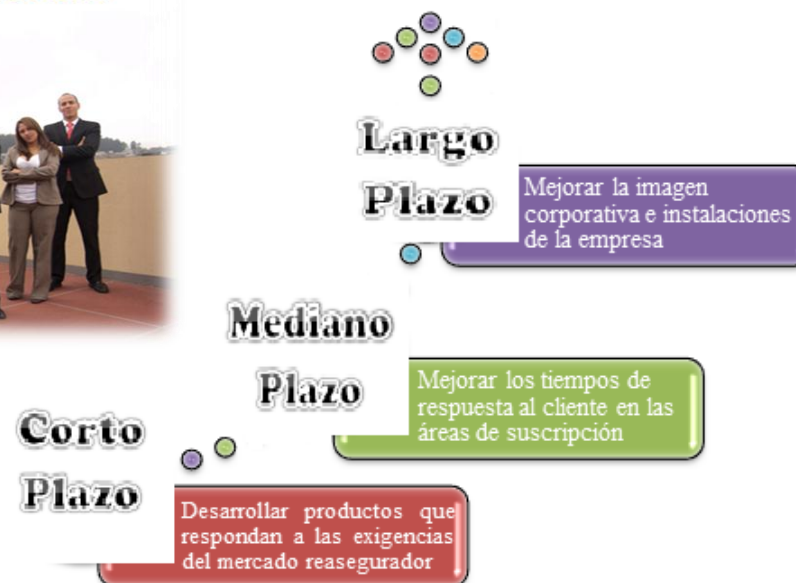 Largo
Plazo
Mejorar la imagen
corporativa e instalaciones
de la empresa
Mediano
Plazo
Mejorar los tiempos de
respuesta al cliente en las
áreas de suscripción
Corto
Plazo
Desarrollar productos que
respondan a las exigencias
del mercado reasegurador